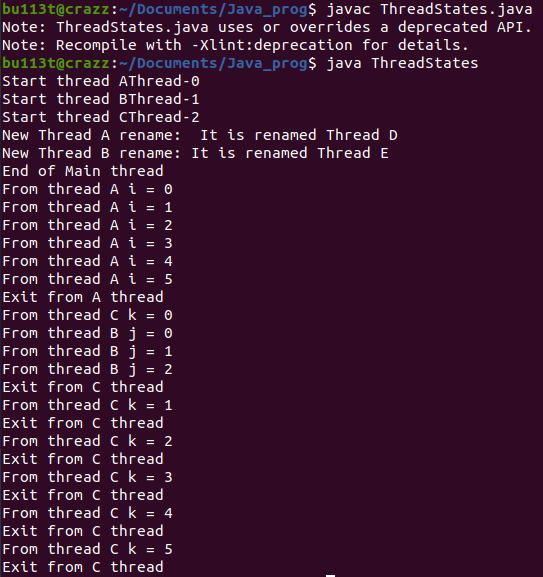 bu113t@crazz:~/Documents/Java_prog$ javac ThreadStates.java
Note: ThreadStates.java uses or overrides a deprecated API.
Note: Recompile with -Xlint:deprecation for details.
bu113t@crazz:~/Documents/Java_prog$ java ThreadStates
Start thread AThread-0
Start thread BThread-1
Start thread CThread-2
New Thread A rename:  It is renamed Thread D
New Thread B rename: It is renamed Thread E
End of Main thread
From thread A i = 0
From thread A i = 1
From thread A i = 2
From thread A i = 3
From thread A i = 4
From thread A i = 5
Exit from A thread
From thread C k = 0
From thread B j = 0
From thread B j = 1
From thread B j = 2
Exit from C thread
From thread C k = 1
Exit from C thread
From thread C k = 2
Exit from C thread
From thread C k = 3
Exit from C thread
From thread C k = 4
Exit from C thread
From thread C k = 5
Exit from C thread